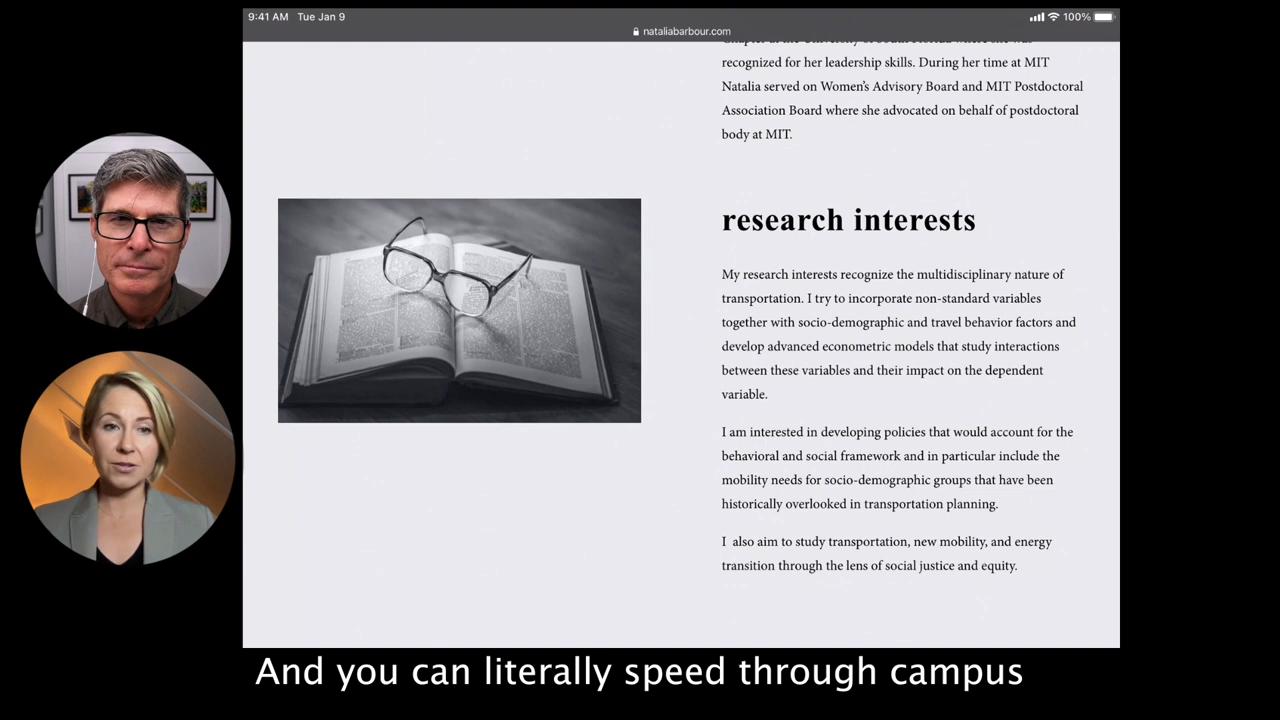 9:41 AM Tue Jan 9
100%
nataliabarbour.com
recognized for her leadership skills. During her time at MIT
Natalia served on Women's Advisory Board and MIT Postdoctoral
Association Board where she advocated on behalf of postdoctoral
body at MIT.
research interests
My research interests recognize the multidisciplinary nature of
transportation. I try to incorporate non-standard variables
together with socio-demographic and travel behavior factors and
develop advanced econometric models that study interactions
between these variables and their impact on the dependent
variable.
I am interested in developing policies that would account for the
behavioral and social framework and in particular include the
mobility needs for socio-demographic groups that have been
historically overlooked in transportation planning.
I also aim to study transportation, new mobility, and energy
transition through the lens of social justice and equity.
And you can literally speed through campus